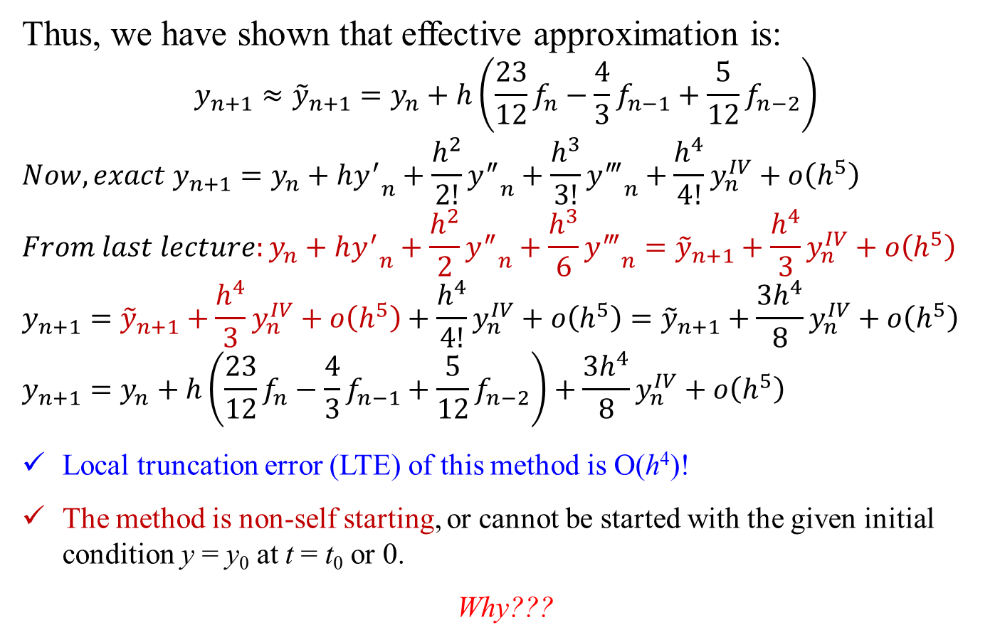 Thus, we have shown that effective approximation is:
$y_{n+1} \approx \tilde{y}_{n+1} = y_n + h\left(\frac{23}{12}f_n - \frac{4}{3}f_{n-1} + \frac{5}{12}f_{n-2}\right)$
$Now, exact\ y_{n+1} = y_n + hy'_n + \frac{h^2}{2!}y''_n + \frac{h^3}{3!}y'''_n + \frac{h^4}{4!}y_n^{IV} + o(h^5)$
$From\ last\ lecture: y_n + hy'_n + \frac{h^2}{2}y''_n + \frac{h^3}{6}y'''_n = \tilde{y}_{n+1} + \frac{h^4}{3}y_n^{IV} + o(h^5)$
$y_{n+1} = \tilde{y}_{n+1} + \frac{h^4}{3}y_n^{IV} + o(h^5) + \frac{h^4}{4!}y_n^{IV} + o(h^5) = \tilde{y}_{n+1} + \frac{3h^4}{8}y_n^{IV} + o(h^5)$
$y_{n+1} = y_n + h\left(\frac{23}{12}f_n - \frac{4}{3}f_{n-1} + \frac{5}{12}f_{n-2}\right) + \frac{3h^4}{8}y_n^{IV} + o(h^5)$
✓ Local truncation error (LTE) of this method is O($h^4$)!
✓ The method is non-self starting, or cannot be started with the given initial
condition $y = y_0$ at $t = t_0$ or 0.
Why???